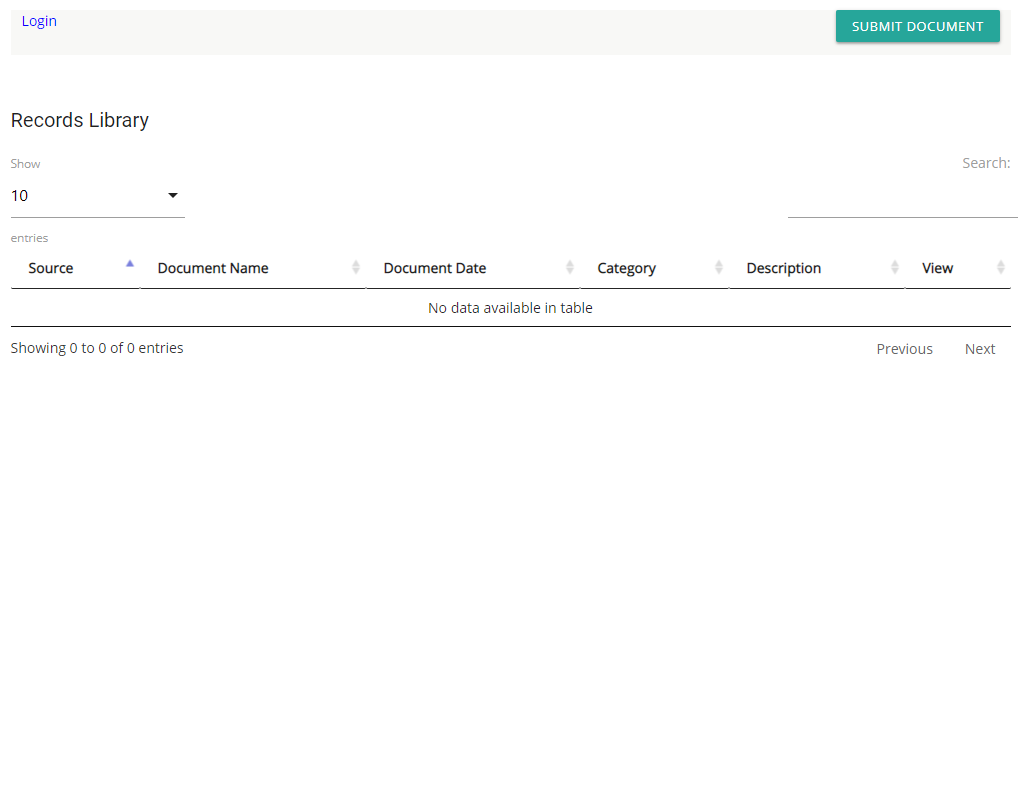 Login
SUBMIT DOCUMENT
Records Library
Show
Search:
10
entries
Source Document Name Document Date Category Description View
No data available in table
Showing 0 to 0 of 0 entries
Previous Next